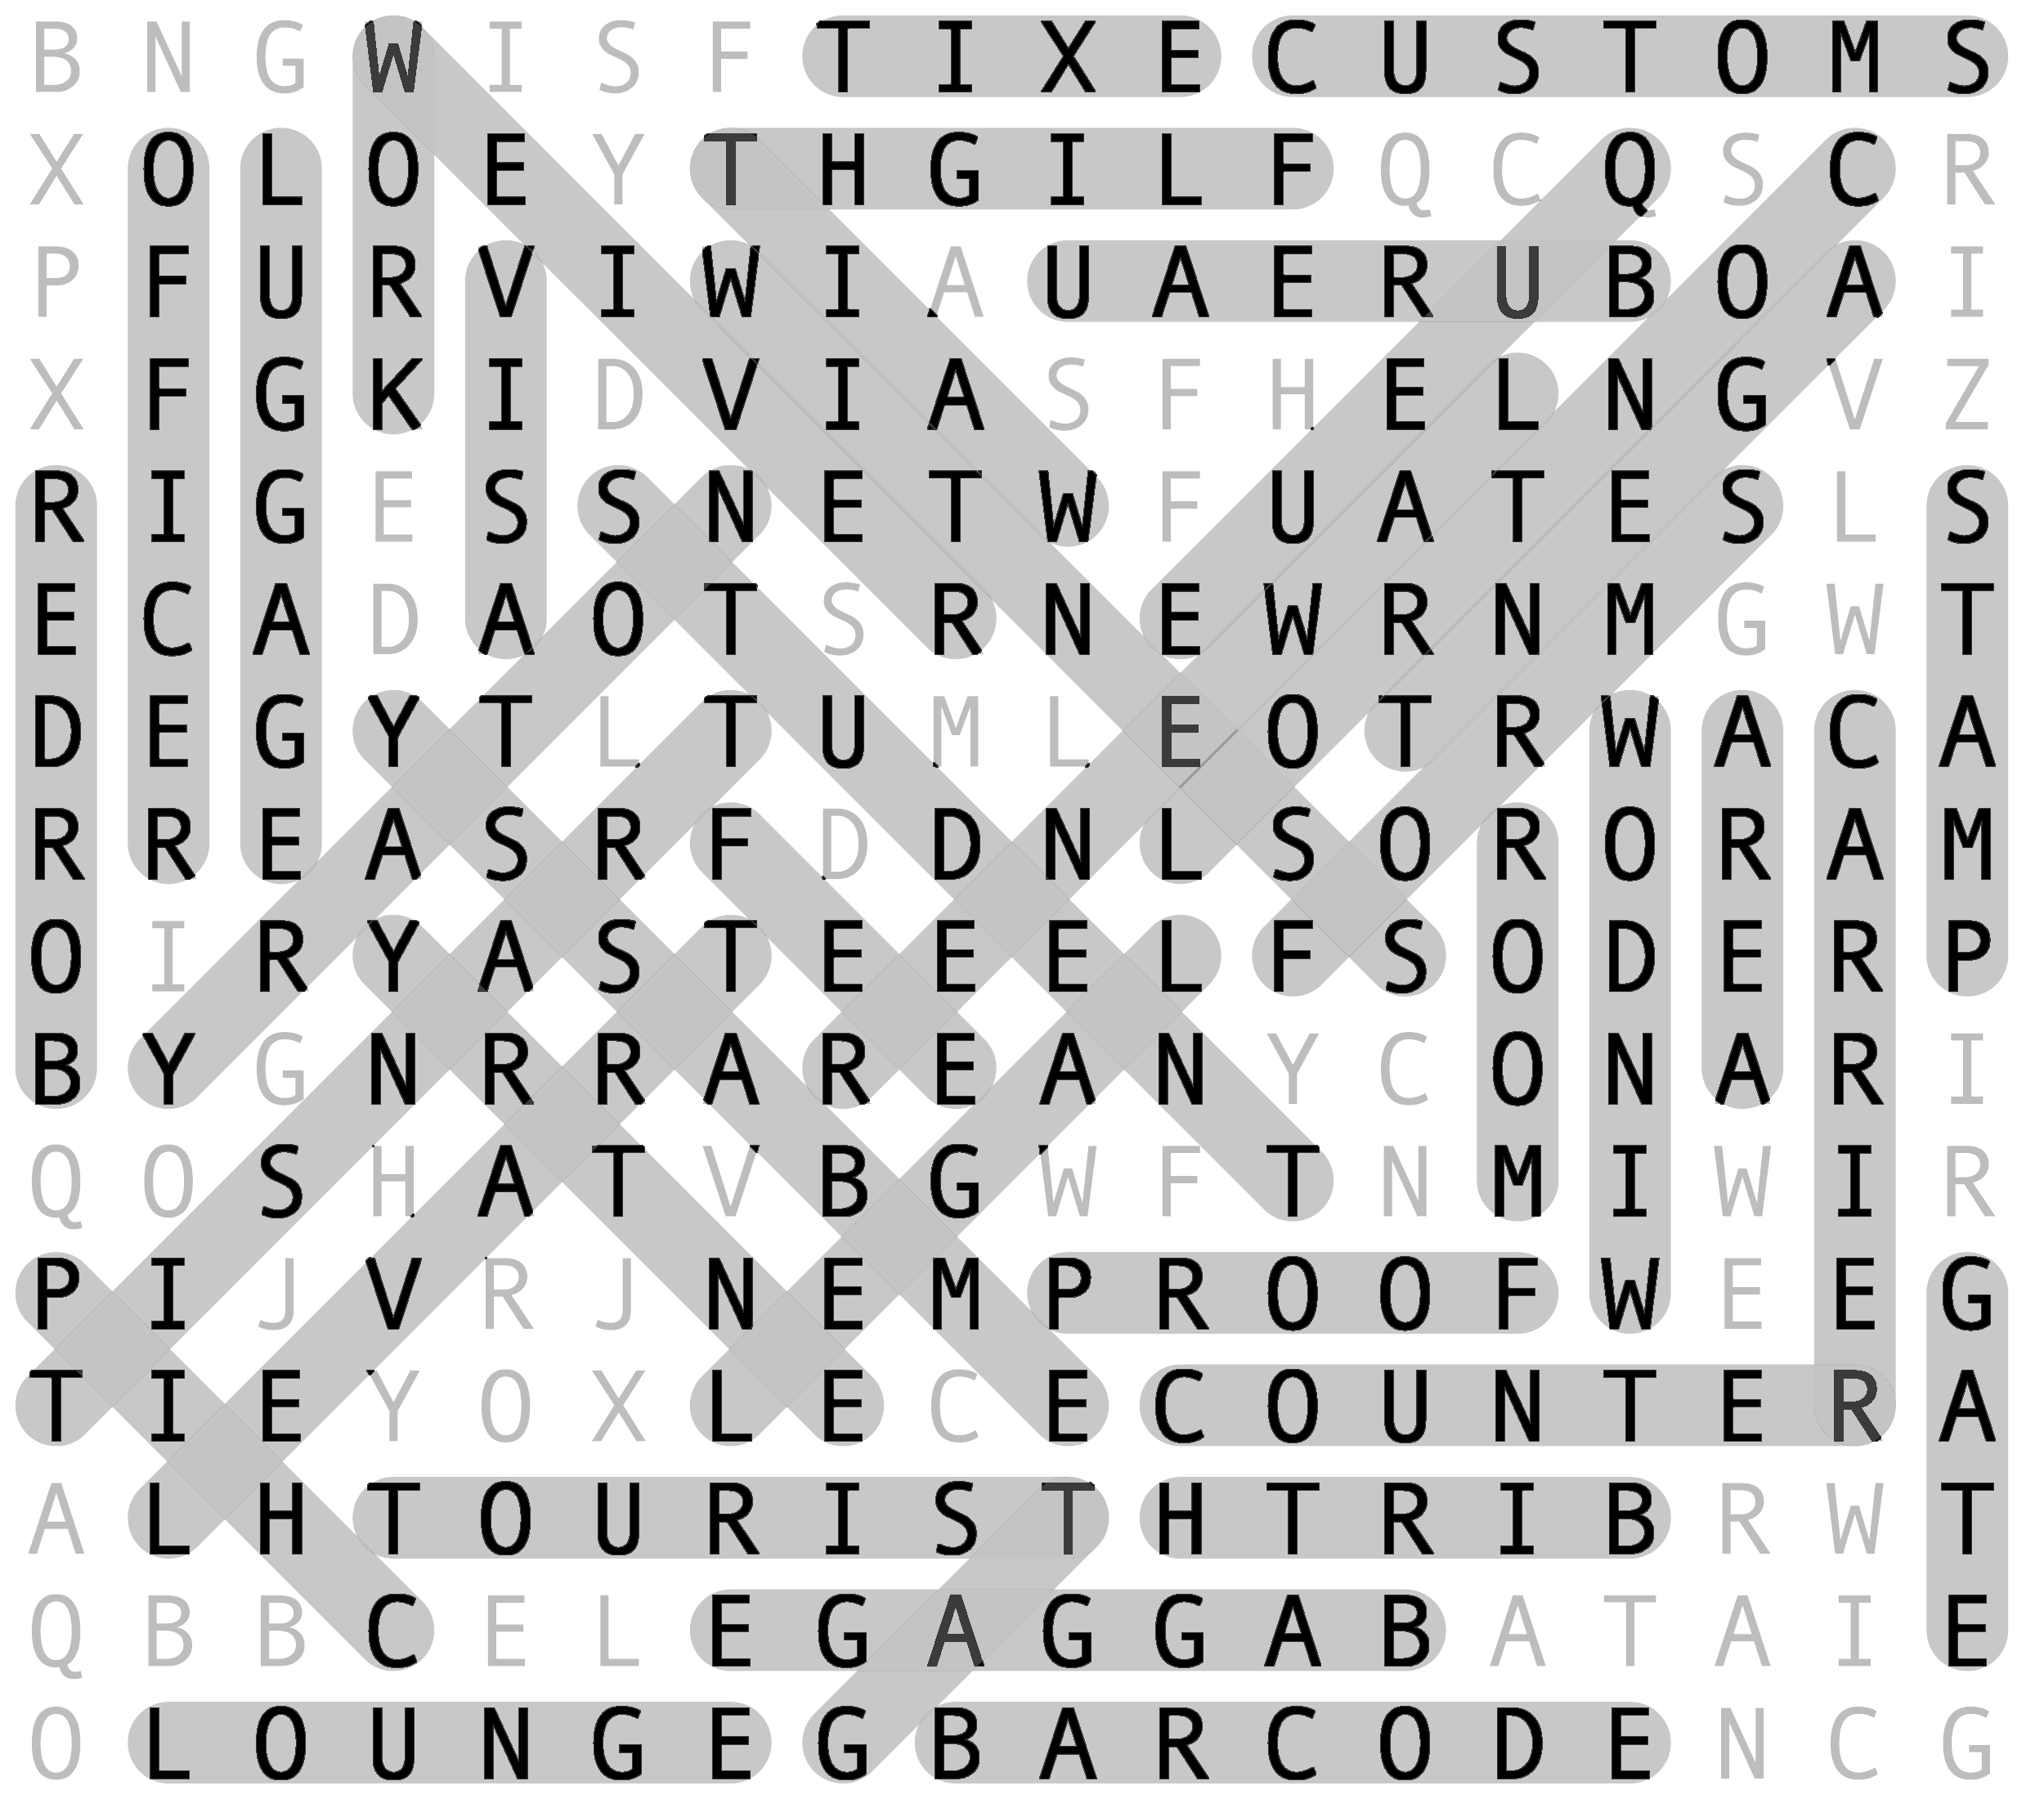 B N G W I S F T I X E C U S T O M S
X O L O E Y T H G I L F Q C Q S C R
P F U R V I W I A U A E R U B O A I
X F G K I D V I A S F H E L N G V Z
R I G E S S N E T W F U A T E S L S
E C A D A O T S R N E W R N M G W T
D E G Y T L T U M L E O T R W A C A
R R E A S R F D D N L S O R O R A M
O I R Y A S T E E E L F S O D E R P
B Y G N R R A R E A N Y C O N A R I
Q O S H A T V B G W F T N M I W I R
P I J V R J N E M P R O O F W E E G
T I E Y O X L E C E C O U N T E R A
A L H T O U R I S T H T R I B R W T
Q B B C E L E G A G G A B A T A I E
O L O U N G E G B A R C O D E N C G